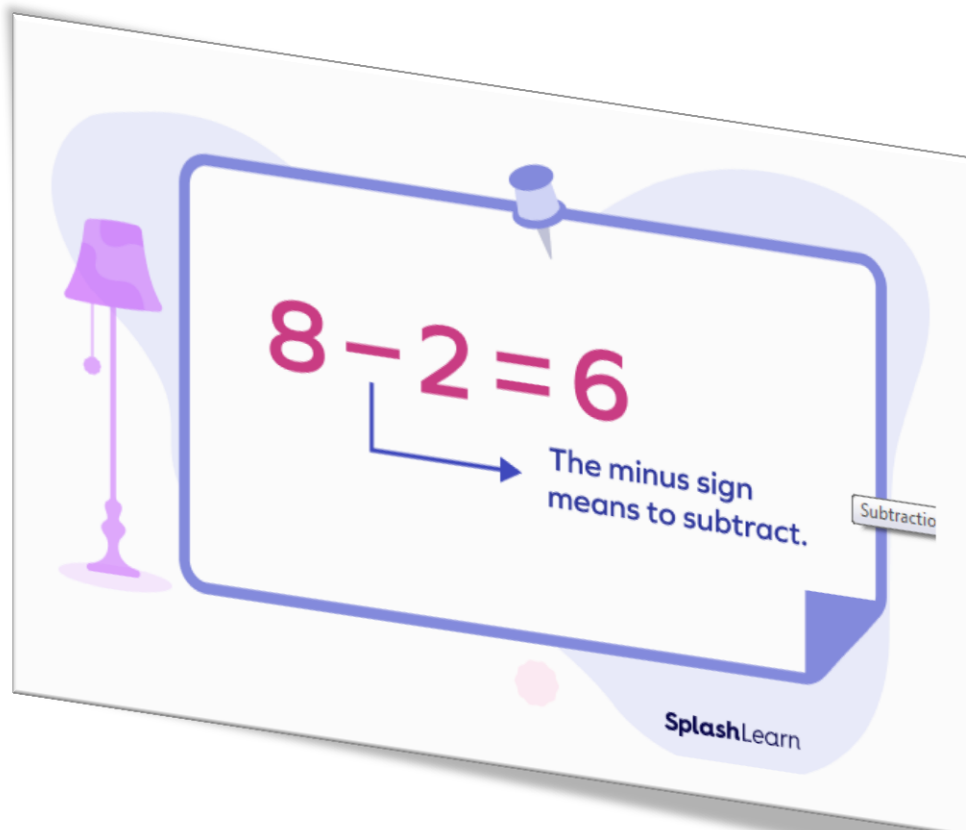 8 − 2 = 6
The minus sign
means to subtract.
Subtractio
SplashLearn